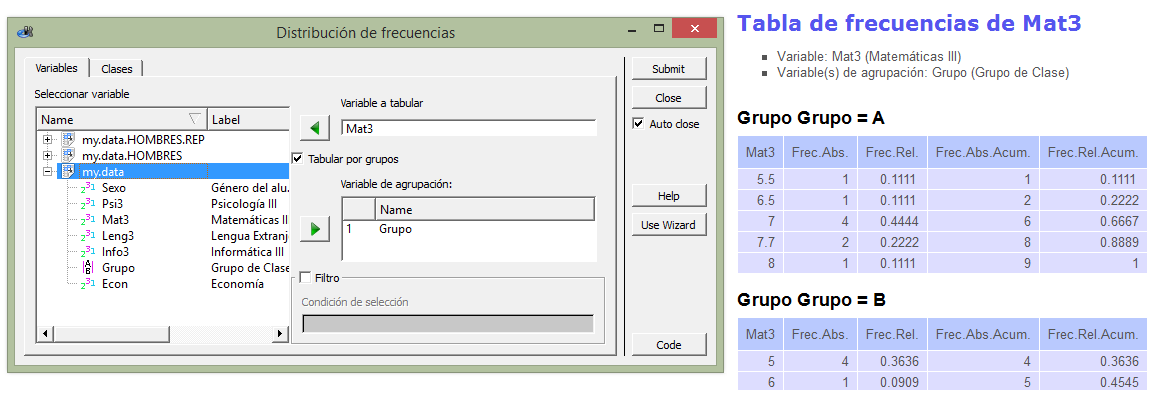 Distribución de frecuencias
Variables
Clases
Seleccionar variable
Name Label
my.data.HOMBRES.REP
my.data.HOMBRES
my.data
Sexo Género del alu.
Psi3 Psicología III
Mat3 Matemáticas II
Leng3 Lengua Extranj
Info3 Informática III
Grupo Grupo de Clase
Econ Economía
Variable a tabular
Mat3
Tabular por grupos
Variable de agrupación:
Name
1 Grupo
Filtro
Condición de selección
Submit
Close
Auto close
Help
Use Wizard
Code
Tabla de frecuencias de Mat3
Variable: Mat3 (Matemáticas III)
Variable(s) de agrupación: Grupo (Grupo de Clase)
Grupo Grupo = A
Mat3 Frec.Abs. Frec.Rel. Frec.Abs.Acum. Frec.Rel.Acum.
5.5 1 0.1111 1 0.1111
6.5 1 0.1111 2 0.2222
7 4 0.4444 6 0.6667
7.7 2 0.2222 8 0.8889
8 1 0.1111 9 1
Grupo Grupo = B
Mat3 Frec.Abs. Frec.Rel. Frec.Abs.Acum. Frec.Rel.Acum.
5 4 0.3636 4 0.3636
6 1 0.0909 5 0.4545